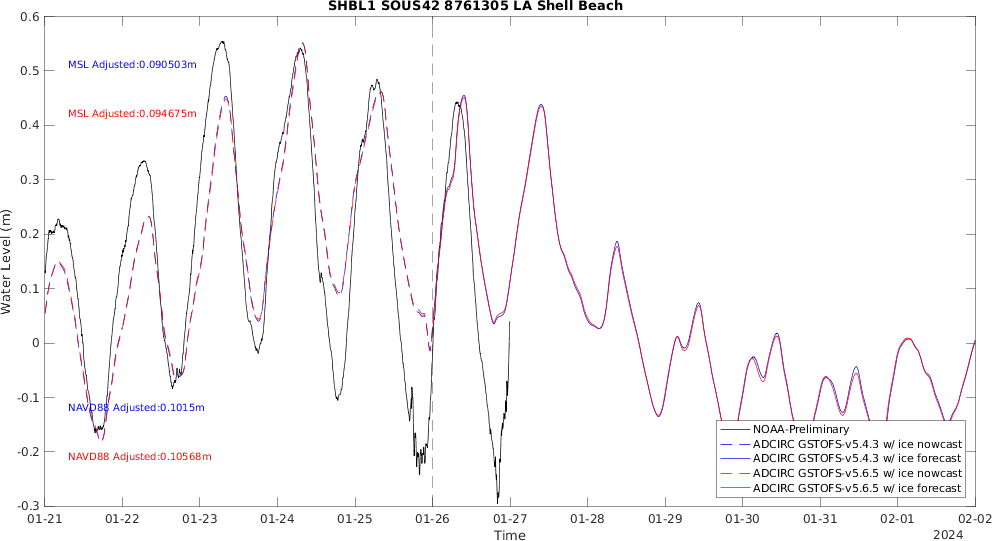 SHBL1 SOUS42 8761305 LA Shell Beach
0.6
0.5
0.4
0.3
0.2
0.1
0
-0.1
-0.2
-0.3
Water Level (m)
MSL Adjusted:0.090503m
MSL Adjusted:0.094675m
NAVD88 Adjusted:0.1015m
NAVD88 Adjusted:0.10568m
NOAA-Preliminary
ADCIRC GSTOFS-v5.4.3 w/ ice nowcast
ADCIRC GSTOFS-v5.4.3 w/ ice forecast
ADCIRC GSTOFS-v5.6.5 w/ ice nowcast
ADCIRC GSTOFS-v5.6.5 w/ ice forecast
01-21 01-22 01-23 01-24 01-25 01-26 01-27 01-28 01-29 01-30 01-31 02-01 02-02
Time
2024